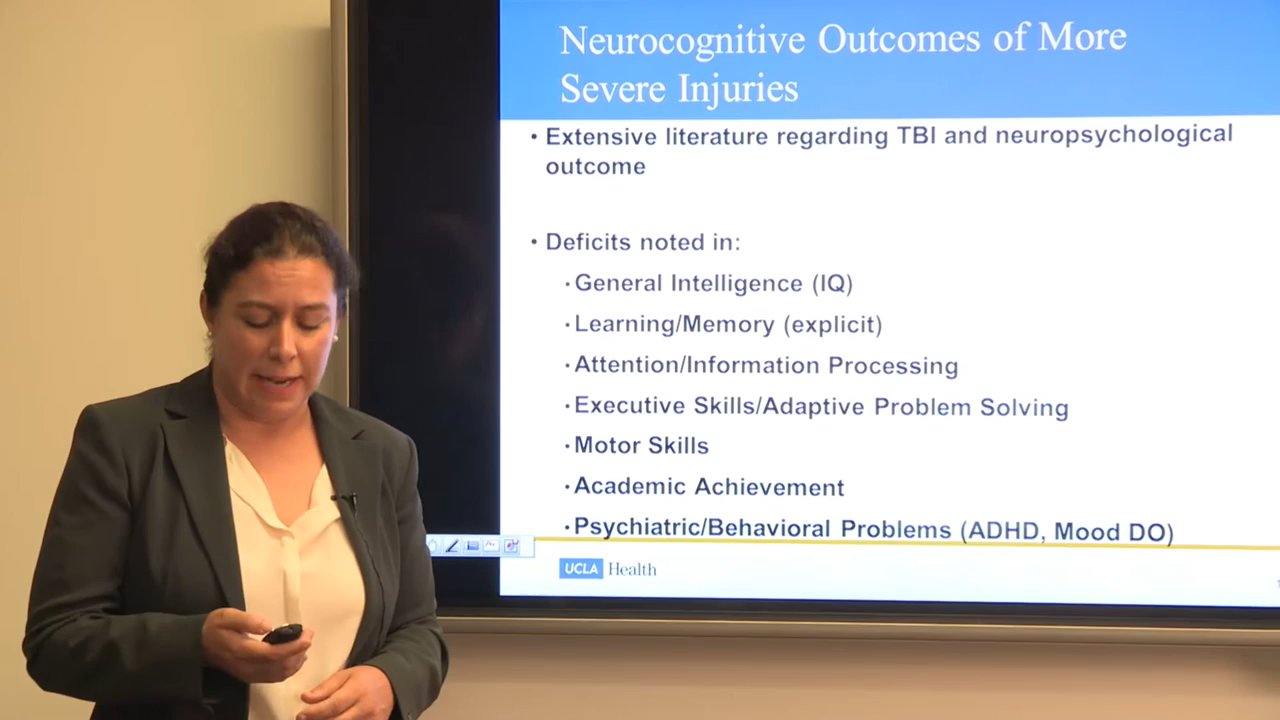 Neurocognitive Outcomes of More
Severe Injuries
• Extensive literature regarding TBI and neuropsychological
outcome
• Deficits noted in:
• General Intelligence (IQ)
• Learning/Memory (explicit)
• Attention/Information Processing
• Executive Skills/Adaptive Problem Solving
• Motor Skills
• Academic Achievement
• Psychiatric/Behavioral Problems (ADHD, Mood DO)
UCLA Health